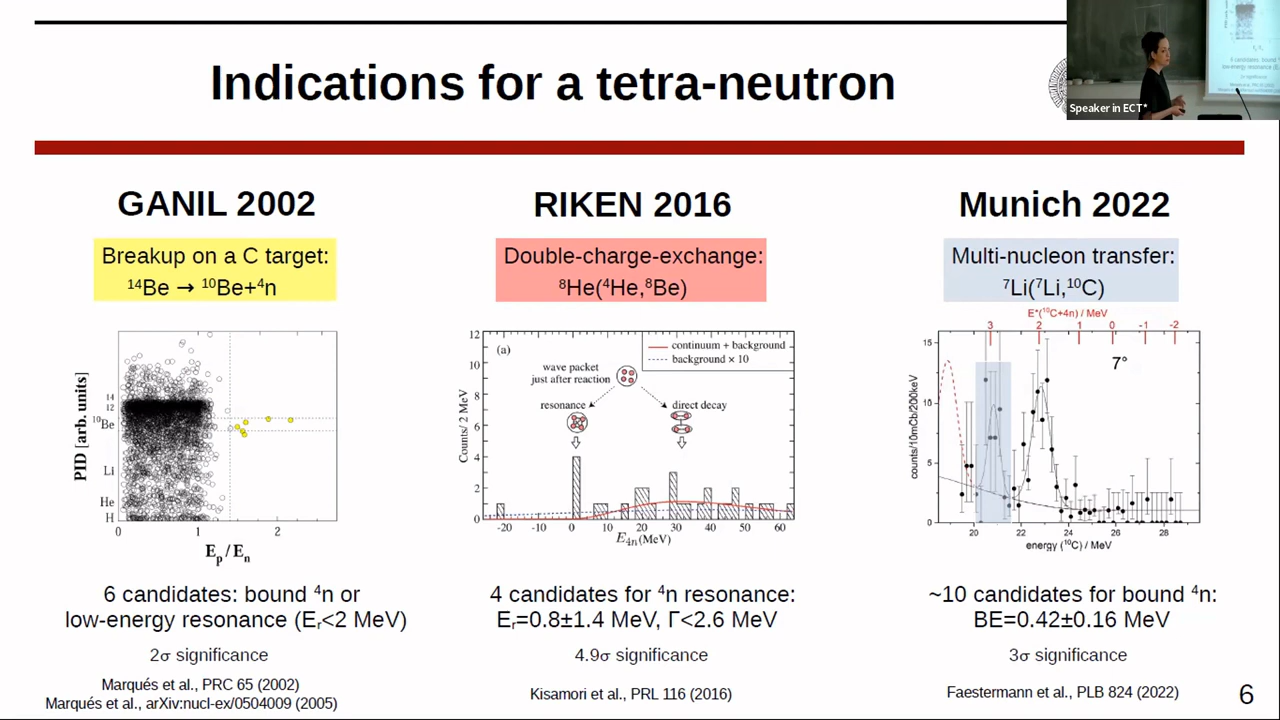 Indications for a tetra-neutron
Speaker in ECT*
GANIL 2002
Breakup on a C target:
¹⁴Be → ¹⁰Be+⁴n
PID [arb. units]
14
12
¹⁰Be
Li
He
H
0
1
2
Eₚ / Eₙ
6 candidates: bound ⁴n or
low-energy resonance (Eᵣ<2 MeV)
2σ significance
Marqués et al., PRC 65 (2002)
Marqués et al., arXiv:nucl-ex/0504009 (2005)
RIKEN 2016
Double-charge-exchange:
⁸He(⁴He,⁸Be)
(a)
continuum + background
background × 10
wave packet
just after reaction
resonance
direct decay
Counts/ 2 MeV
12
10
8
6
4
2
0
-20 -10 0 10 20 30 40 50 60
E₄ₙ(MeV)
4 candidates for ⁴n resonance:
Eᵣ=0.8±1.4 MeV, Γ<2.6 MeV
4.9σ significance
Kisamori et al., PRL 116 (2016)
Munich 2022
Multi-nucleon transfer:
⁷Li(⁷Li,¹⁰C)
E*(¹⁰C+4n) / MeV
3 2 1 0 -1 -2
7°
counts/10mCb/200keV
15
10
5
0
20 22 24 26 28
energy (¹⁰C) / MeV
~10 candidates for bound ⁴n:
BE=0.42±0.16 MeV
3σ significance
Faestermann et al., PLB 824 (2022)
6